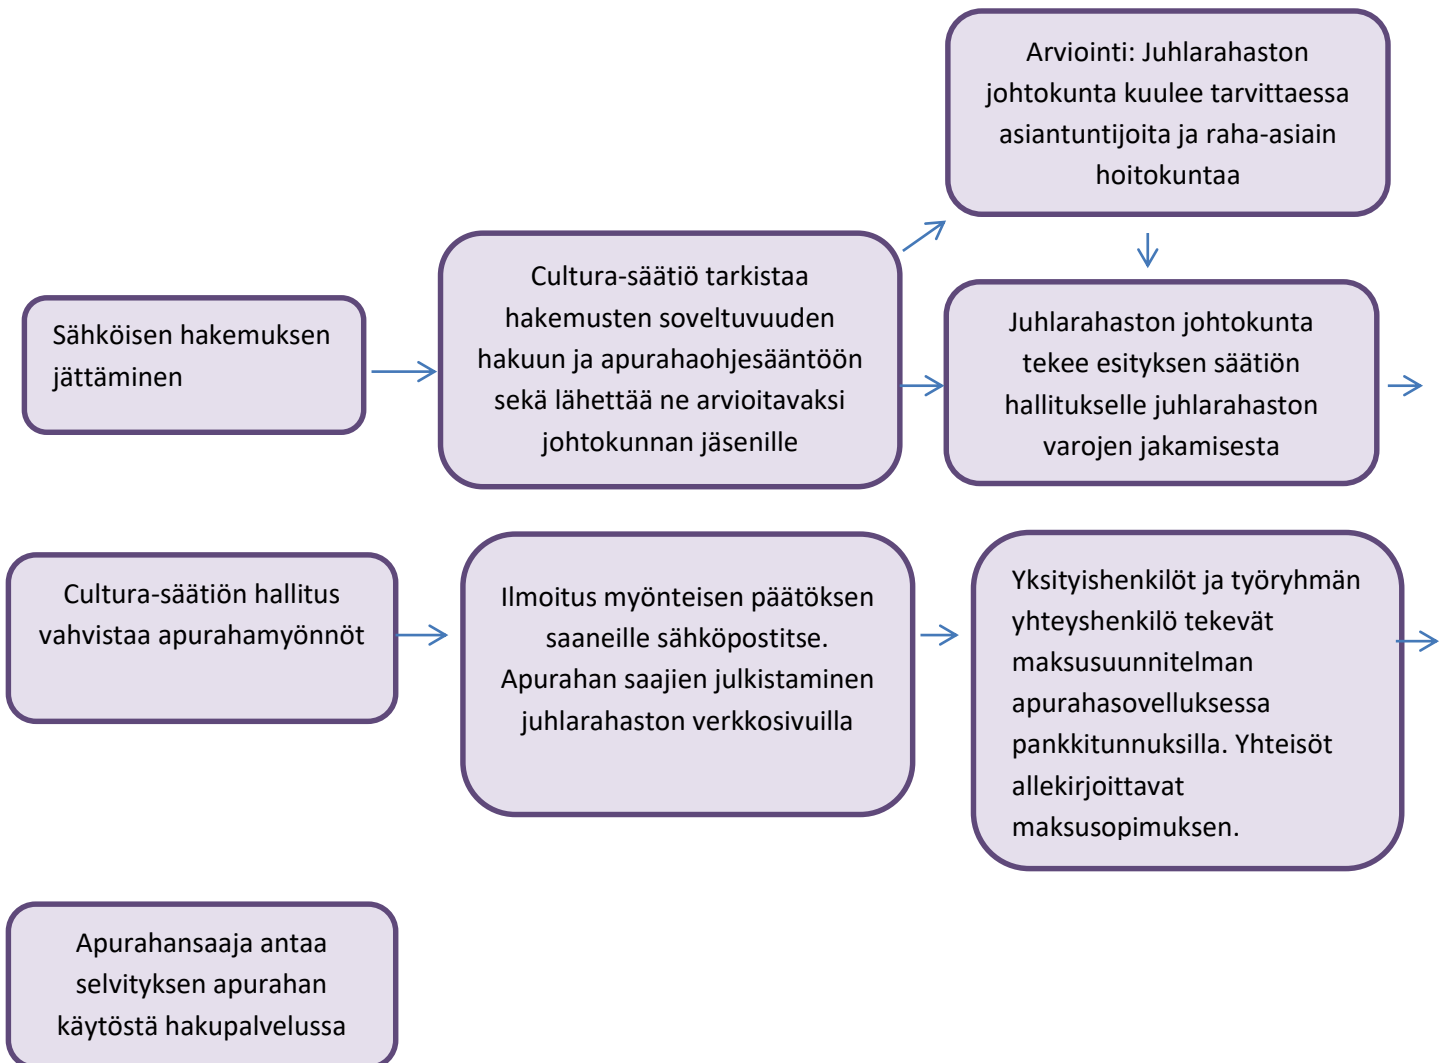 Arviointi: Juhlarahaston
johtokunta kuulee tarvittaessa
asiantuntijoita ja raha-asiain
hoitokuntaa
Sähköisen hakemuksen
jättäminen
Cultura-säätiö tarkistaa
hakemusten soveltuvuuden
hakuun ja apurahaohjesääntöön
sekä lähettää ne arvioitavaksi
johtokunnan jäsenille
Juhlarahaston johtokunta
tekee esityksen säätiön
hallitukselle juhlarahaston
varojen jakamisesta
Cultura-säätiön hallitus
vahvistaa apurahamyönnöt
Ilmoitus myönteisen päätöksen
saaneille sähköpostitse.
Apurahan saajien julkistaminen
juhlarahaston verkkosivuilla
Yksityishenkilöt ja työryhmän
yhteyshenkilö tekevät
maksusuunnitelman
apurahasovelluksessa
pankkitunnuksilla. Yhteisöt
allekirjoittavat
maksusopimuksen.
Apurahansaaja antaa
selvityksen apurahan
käytöstä hakupalvelussa